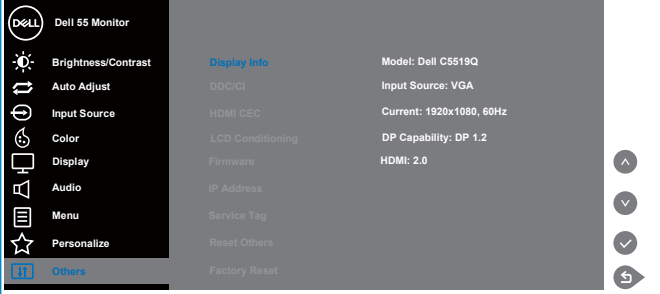 DELL
Dell 55 Monitor
Brightness/Contrast
Auto Adjust
Input Source
Color
Display
Audio
Menu
Personalize
Others
Display Info
DDC/CI
HDMI CEC
LCD Conditioning
Firmware
IP Address
Service Tag
Reset Others
Factory Reset
Model: Dell C5519Q
Input Source: VGA
Current: 1920x1080, 60Hz
DP Capability: DP 1.2
HDMI: 2.0